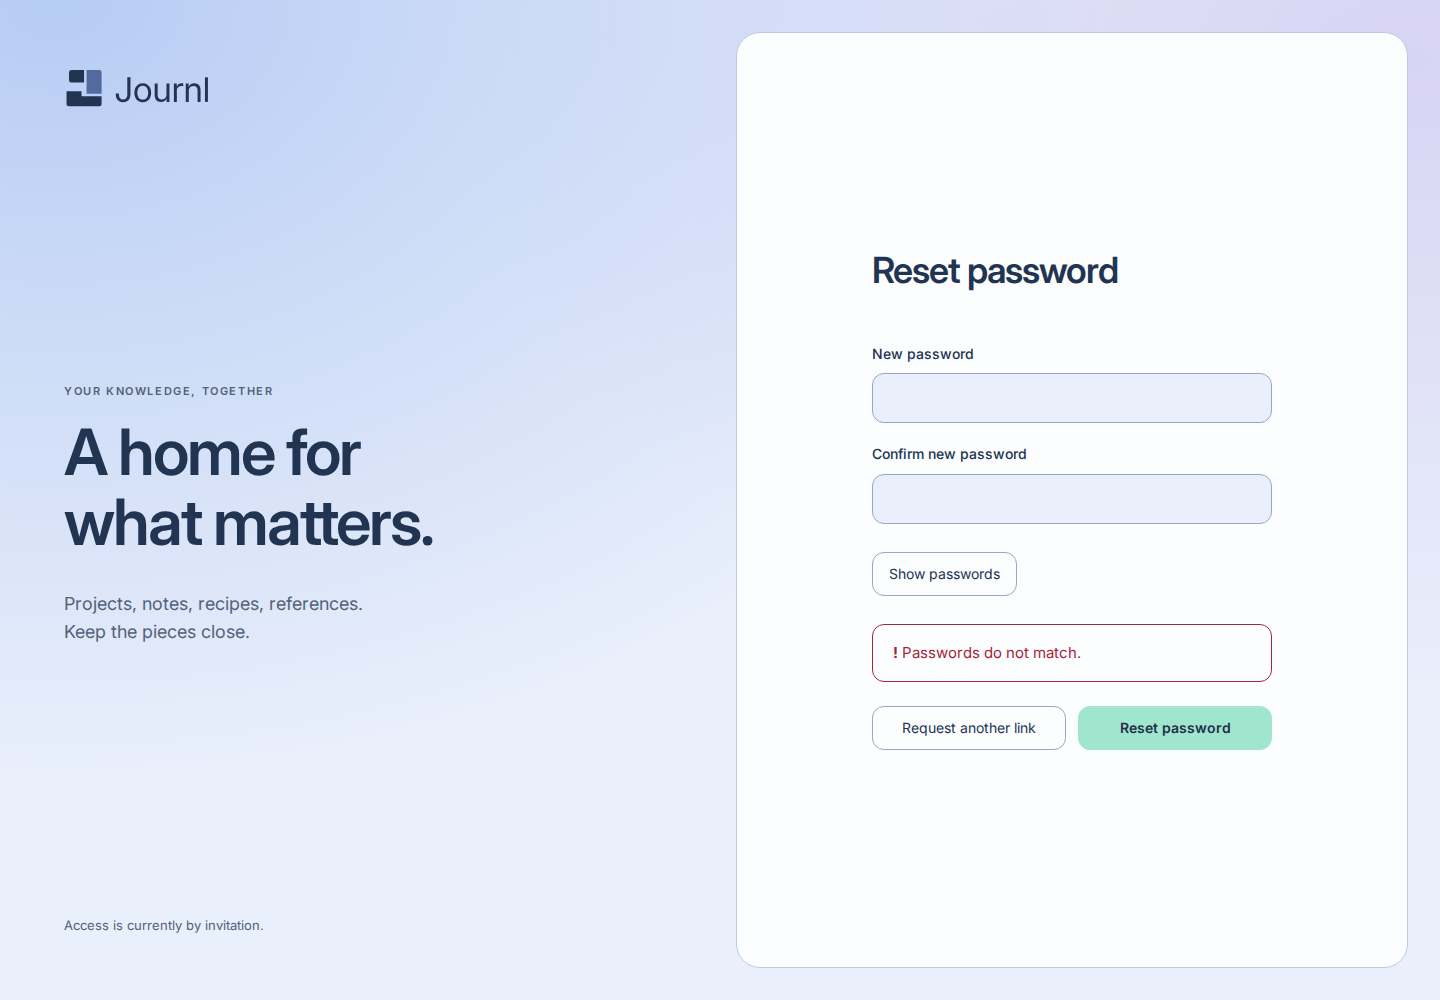 Journl
YOUR KNOWLEDGE, TOGETHER
A home for
what matters.
Projects, notes, recipes, references.
Keep the pieces close.
Access is currently by invitation.
Reset password
New password
Confirm new password
Show passwords
! Passwords do not match.
Request another link
Reset password